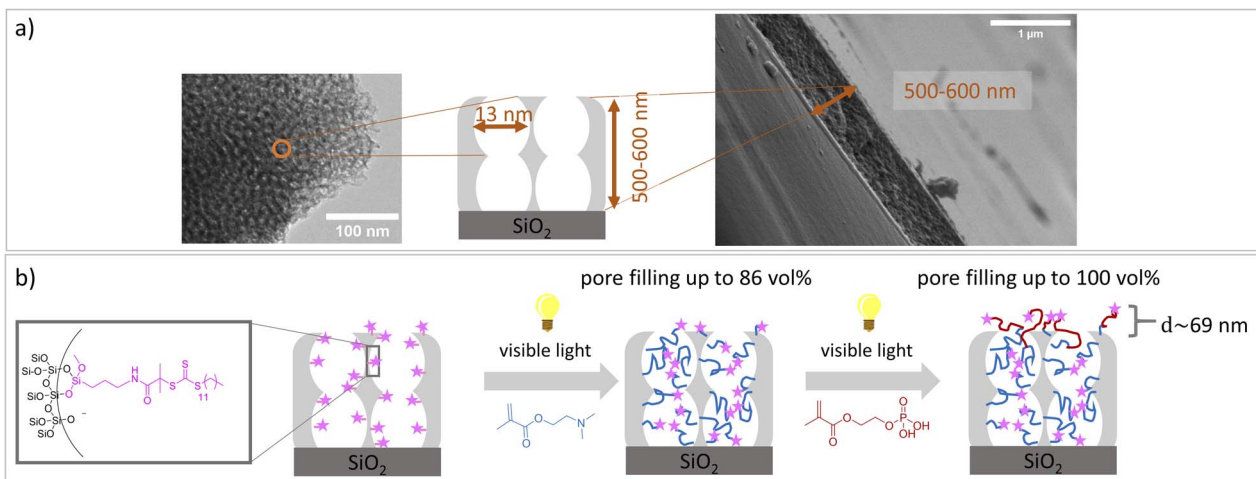 a)
100 nm
13 nm
500-600 nm
SiO2
1 µm
500-600 nm
b)
SiO
Si-O
SiO
SiO
SiO
Si
O
O
O
Si
O
O
Si
O
-
H
N
O
S
S
S
11
SiO2
visible light
O
O
N
pore filling up to 86 vol%
SiO2
visible light
O
O
O
O
P
OH
OH
pore filling up to 100 vol%
d~69 nm
SiO2